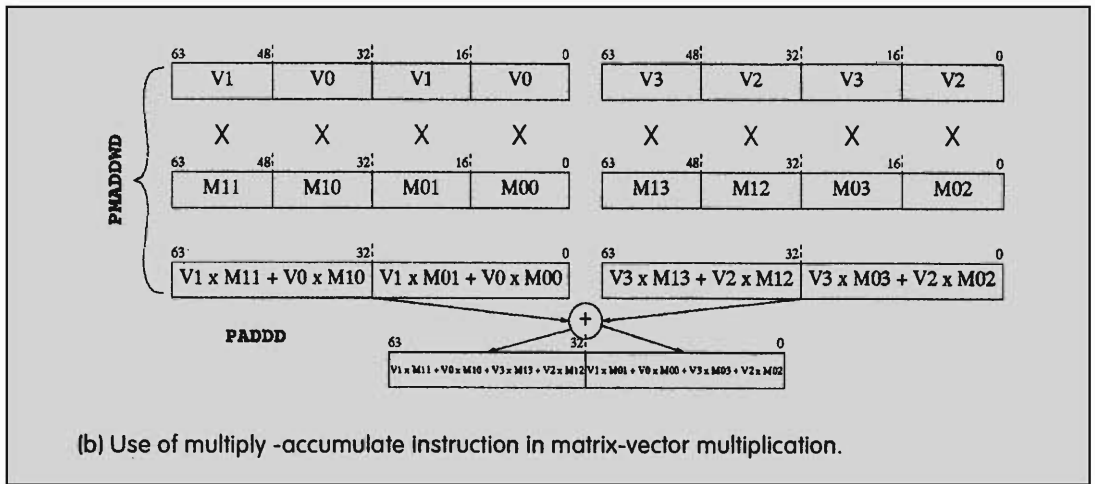 63 48 32 16 0 63 48 32 16 0
V1 V0 V1 V0 V3 V2 V3 V2
X X X X X X X X
63 48 32 16 0 63 48 32 16 0
M11 M10 M01 M00 M13 M12 M03 M02
PMADDWD
63 32 0 63 32 0
V1 x M11 + V0 x M10 V1 x M01 + V0 x M00 V3 x M13 + V2 x M12 V3 x M03 + V2 x M02
+
PADDD
63 32 0
V1 x M11 + V0 x M10 + V3 x M13 + V2 x M12 V1 x M01 + V0 x M00 + V3 x M03 + V2 x M02
(b) Use of multiply -accumulate instruction in matrix-vector multiplication.